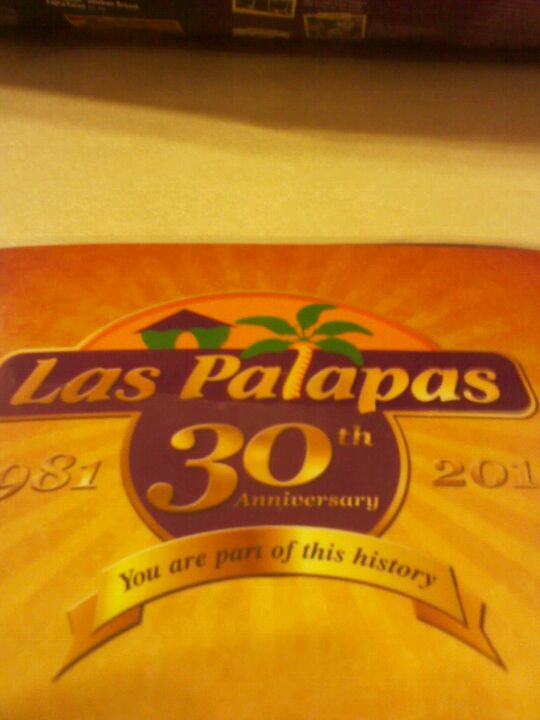 Las Palapas
30th
Anniversary
981 201
You are part of this history